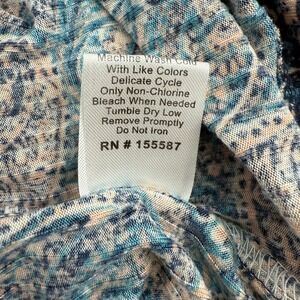 Machine Wash Cold
With Like Colors
Delicate Cycle
Only Non-Chlorine
Bleach When Needed
Tumble Dry Low
Remove Promptly
Do Not Iron
RN # 155587